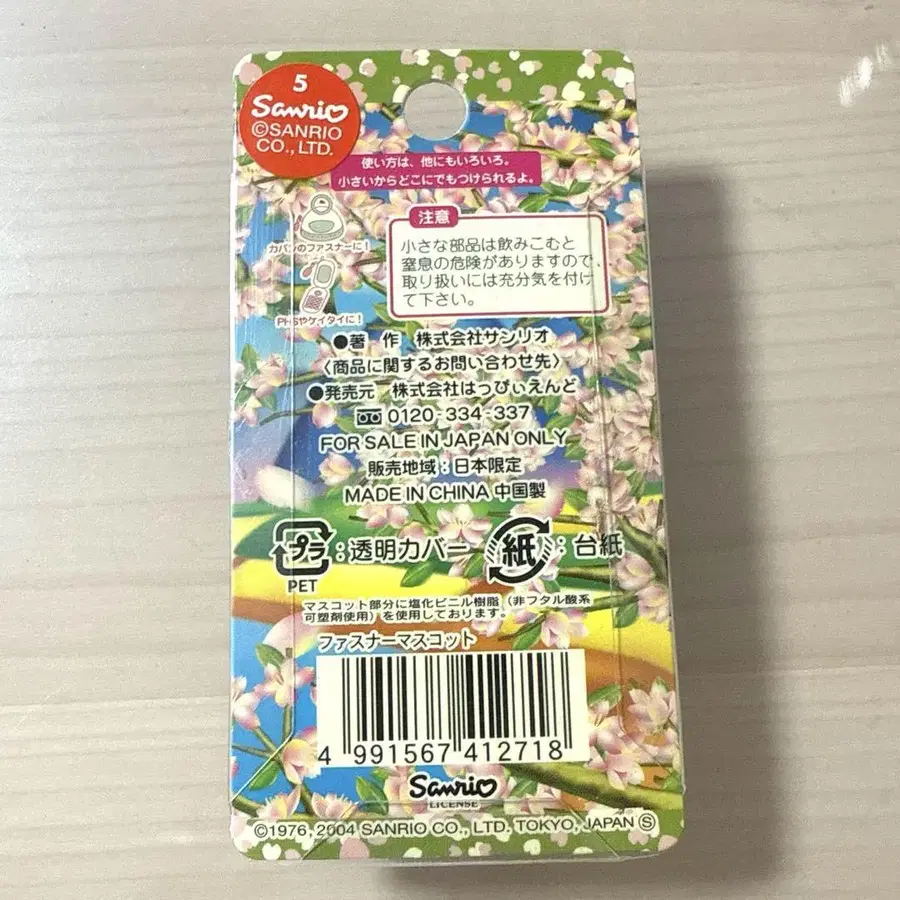 5
Sanrio
©SANRIO
CO., LTD.
使い方は、他にもいろいろ。
小さいからどこにでもつけられるよ。
カバンのファスナーに!
PHSやケイタイに!
注意
小さな部品は飲みこむと
窒息の危険がありますので、
取り扱いには充分気を付け
て下さい。
●著 作 株式会社サンリオ
〈商品に関するお問い合わせ先〉
●発売元 株式会社はっぴぃえんど
0120-334-337
FOR SALE IN JAPAN ONLY
販売地域:日本限定
MADE IN CHINA 中国製
プラ:透明カバー 紙:台紙
PET
マスコット部分に塩化ビニル樹脂(非フタル酸系
可塑剤使用)を使用しております。
ファスナーマスコット
4 991567 412718
Sanrio
LICENSE
©1976, 2004 SANRIO CO., LTD. TOKYO, JAPAN Ⓢ